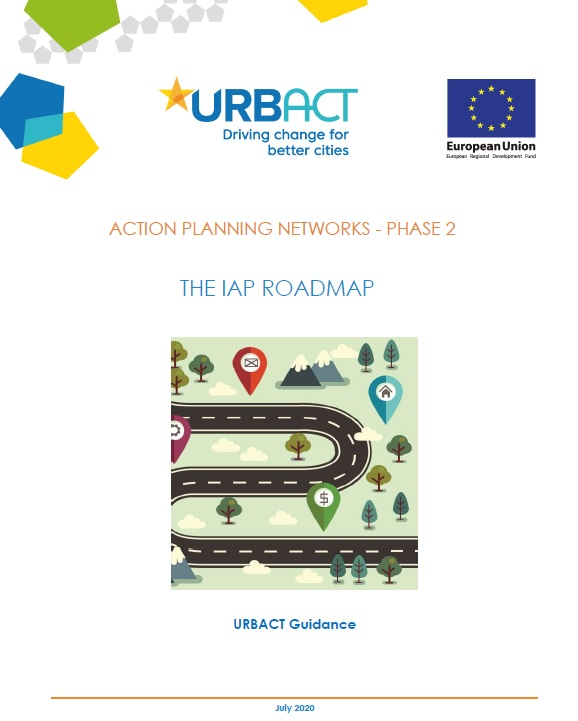 URBACT
Driving change for
better cities
European Union
European Regional Development Fund
ACTION PLANNING NETWORKS - PHASE 2
THE IAP ROADMAP
$
URBACT Guidance
July 2020